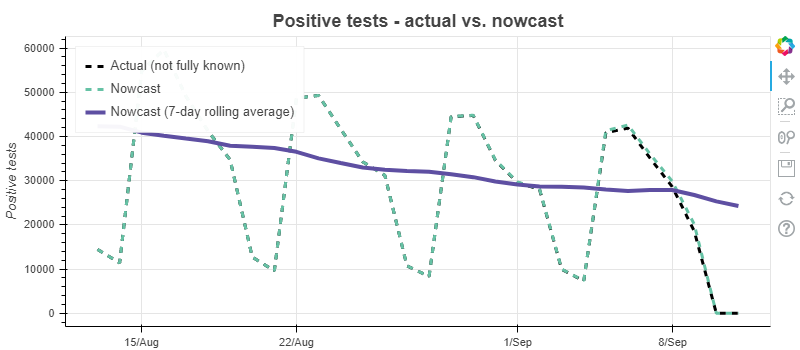 Positive tests - actual vs. nowcast
60000
50000
40000
30000
20000
10000
0
Positive tests
Actual (not fully known)
Nowcast
Nowcast (7-day rolling average)
15/Aug
22/Aug
1/Sep
8/Sep